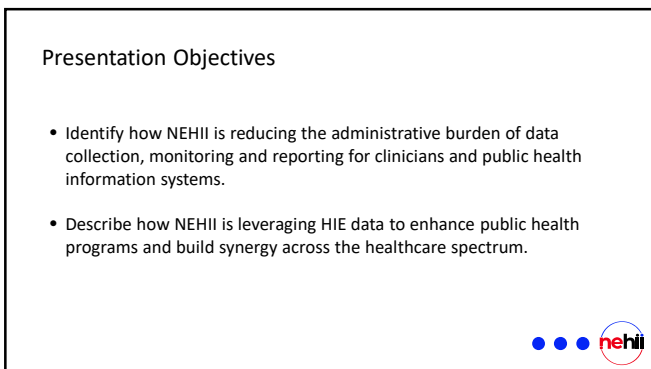 Presentation Objectives
• Identify how NEHII is reducing the administrative burden of data
collection, monitoring and reporting for clinicians and public health
information systems.
• Describe how NEHII is leveraging HIE data to enhance public health
programs and build synergy across the healthcare spectrum.
nehii